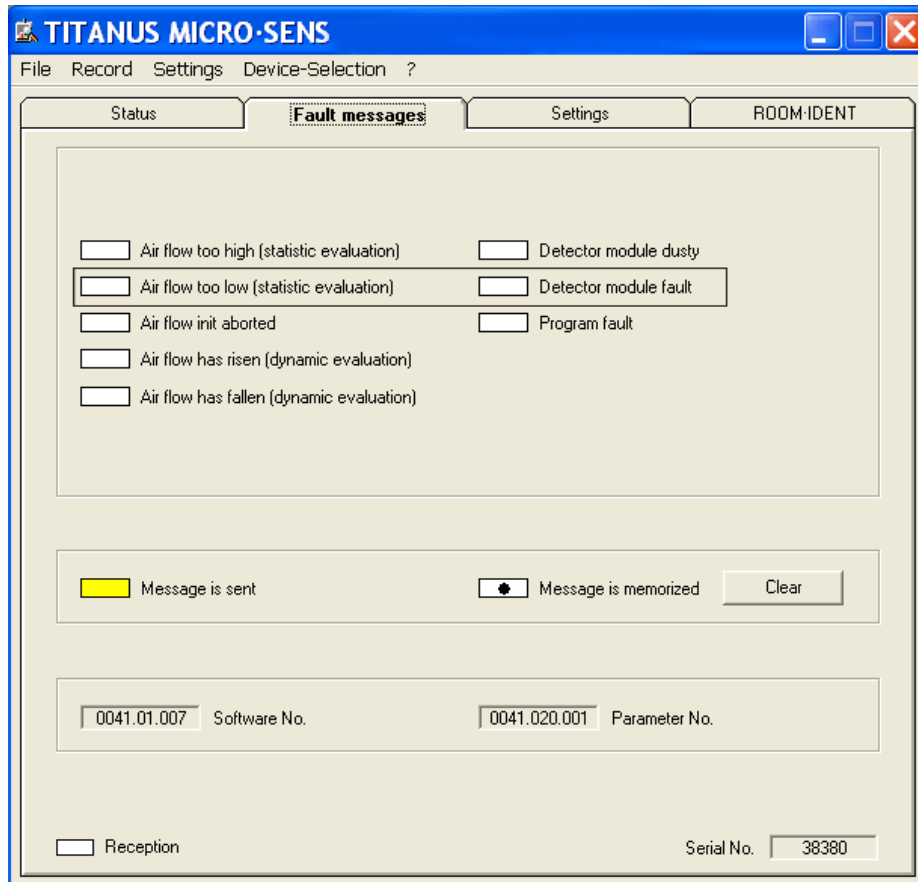 TITANUS MICRO·SENS
File Record Settings Device-Selection ?
Status Fault messages Settings ROOM·IDENT
Air flow too high (statistic evaluation) Detector module dusty
Air flow too low (statistic evaluation) Detector module fault
Air flow init aborted Program fault
Air flow has risen (dynamic evaluation)
Air flow has fallen (dynamic evaluation)
Message is sent Message is memorized Clear
0041.01.007 Software No. 0041.020.001 Parameter No.
Reception Serial No. 38380